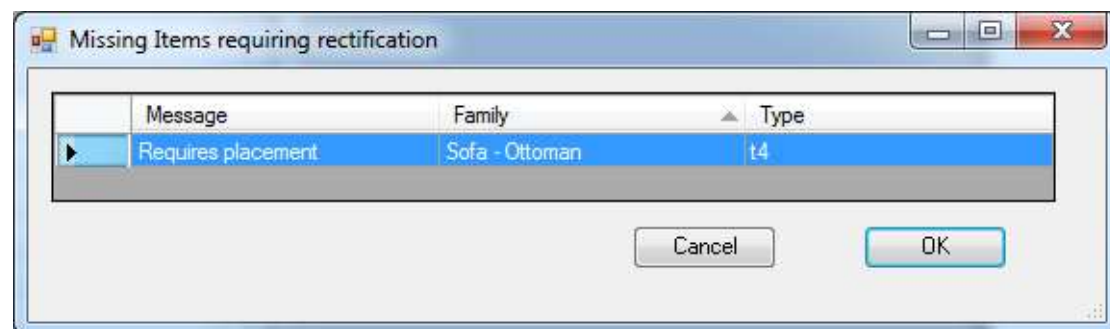 Missing Items requiring rectification
Message Family Type
Requires placement Sofa - Ottoman t4
Cancel OK